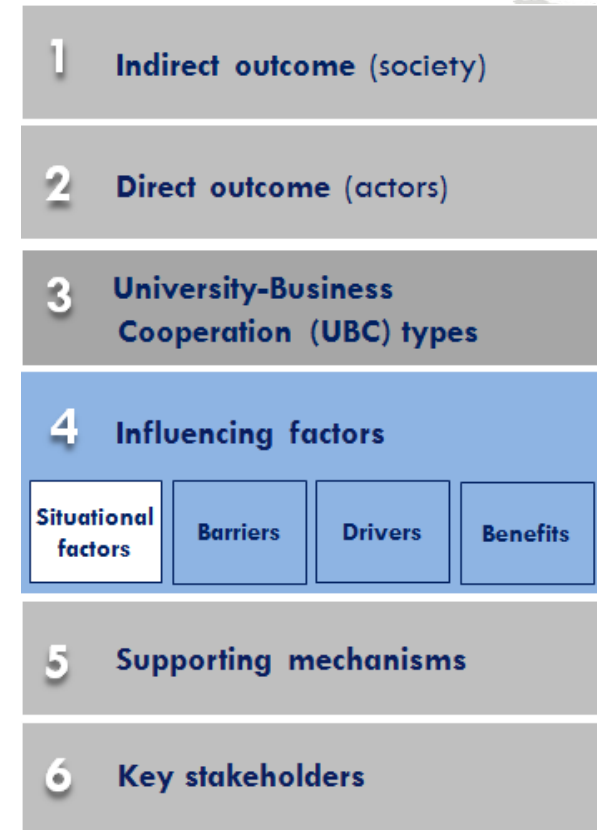 1 Indirect outcome (society)
2 Direct outcome (actors)
3 University-Business
Cooperation (UBC) types
4 Influencing factors
Situational
factors
Barriers
Drivers
Benefits
5 Supporting mechanisms
6 Key stakeholders